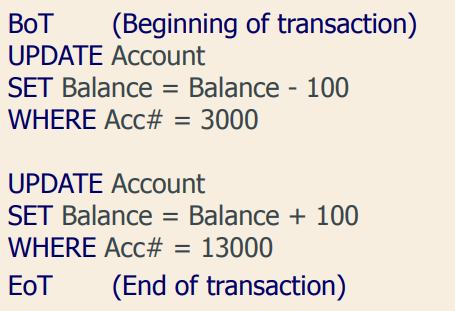 BoT (Beginning of transaction)
UPDATE Account
SET Balance = Balance - 100
WHERE Acc# = 3000
UPDATE Account
SET Balance = Balance + 100
WHERE Acc# = 13000
EoT (End of transaction)